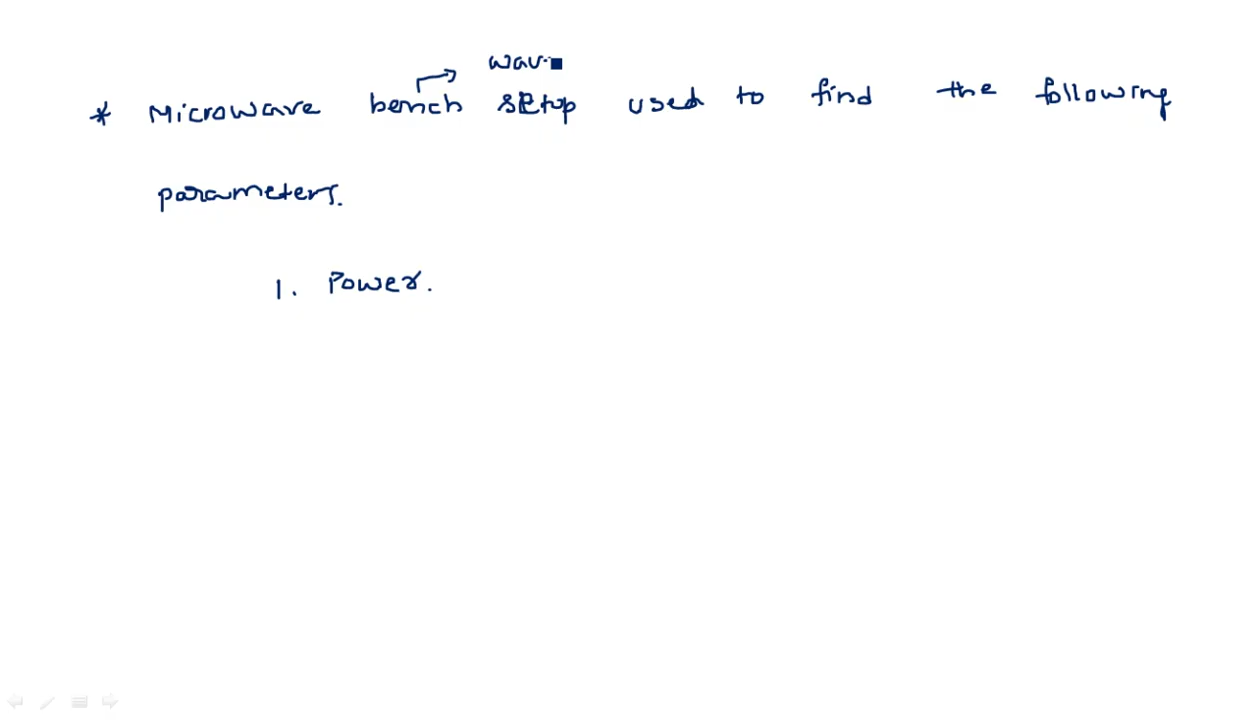 wav
* Microwave bench setup used to find the following
parameters.
1. Power.